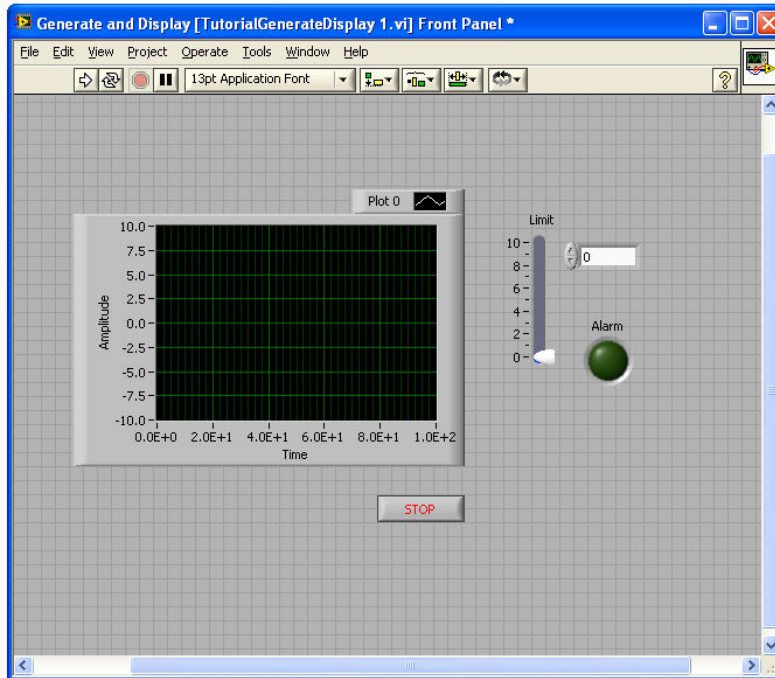 Generate and Display [TutorialGenerateDisplay 1.vi] Front Panel *
File Edit View Project Operate Tools Window Help
13pt Application Font
?
Plot 0
Amplitude
10.0
7.5
5.0
2.5
0.0
-2.5
-5.0
-7.5
-10.0
0.0E+0 2.0E+1 4.0E+1 6.0E+1 8.0E+1 1.0E+2
Time
Limit
10
8
6
4
2
0
0
Alarm
STOP